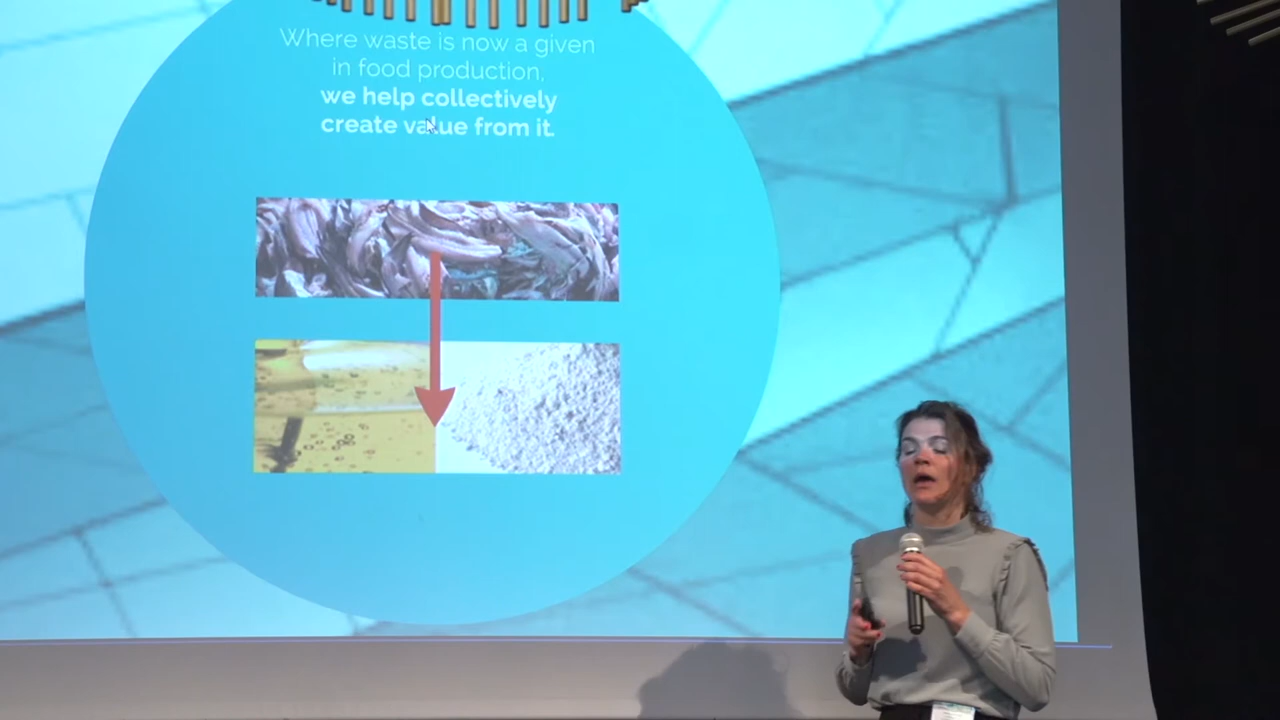 Where waste is now a given
in food production,
we help collectively
create value from it.